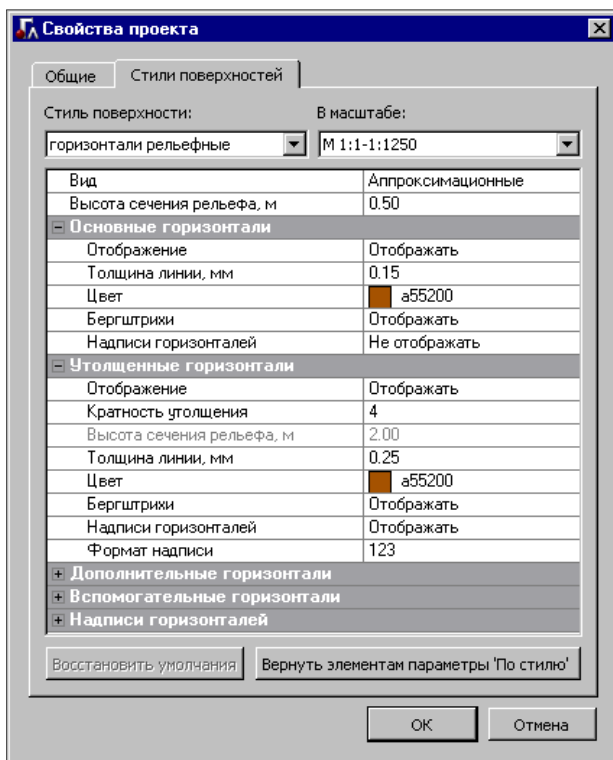 Свойства проекта
Общие Стили поверхностей
Стиль поверхности: В масштабе:
горизонтали рельефные М 1:1-1:1250
Вид Аппроксимационные
Высота сечения рельефа, м 0.50
Основные горизонтали
Отображение Отображать
Толщина линии, мм 0.15
Цвет a55200
Бергштрихи Отображать
Надписи горизонталей Не отображать
Утолщенные горизонтали
Отображение Отображать
Кратность утолщения 4
Высота сечения рельефа, м 2.00
Толщина линии, мм 0.25
Цвет a55200
Бергштрихи Отображать
Надписи горизонталей Отображать
Формат надписи 123
Дополнительные горизонтали
Вспомогательные горизонтали
Надписи горизонталей
Восстановить умолчания Вернуть элементам параметры 'По стилю'
ОК Отмена